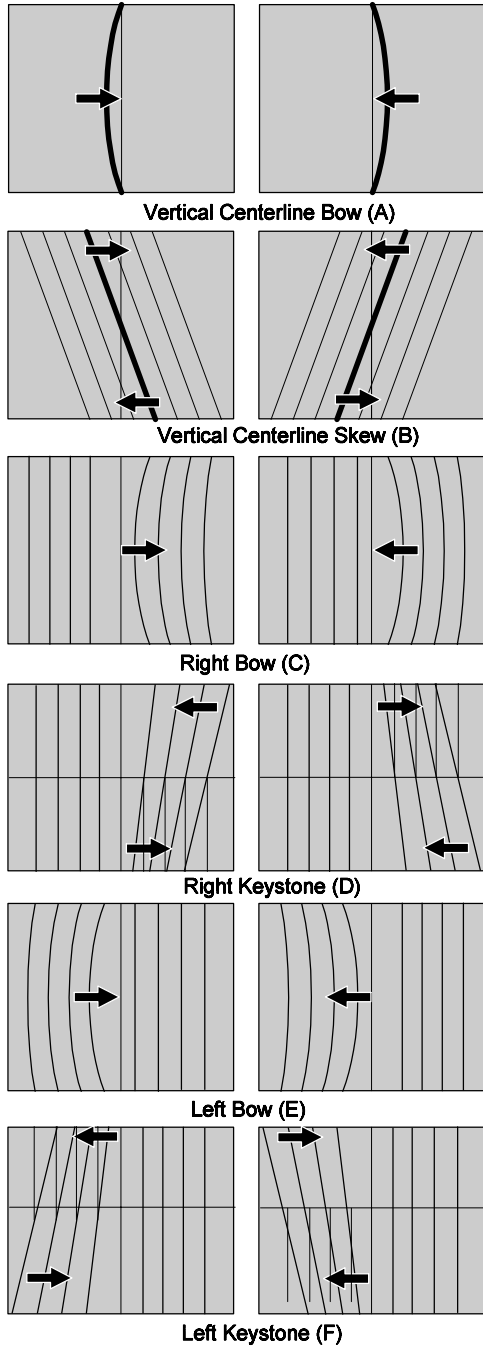 Vertical Centerline Bow (A)
Vertical Centerline Skew (B)
Right Bow (C)
Right Keystone (D)
Left Bow (E)
Left Keystone (F)